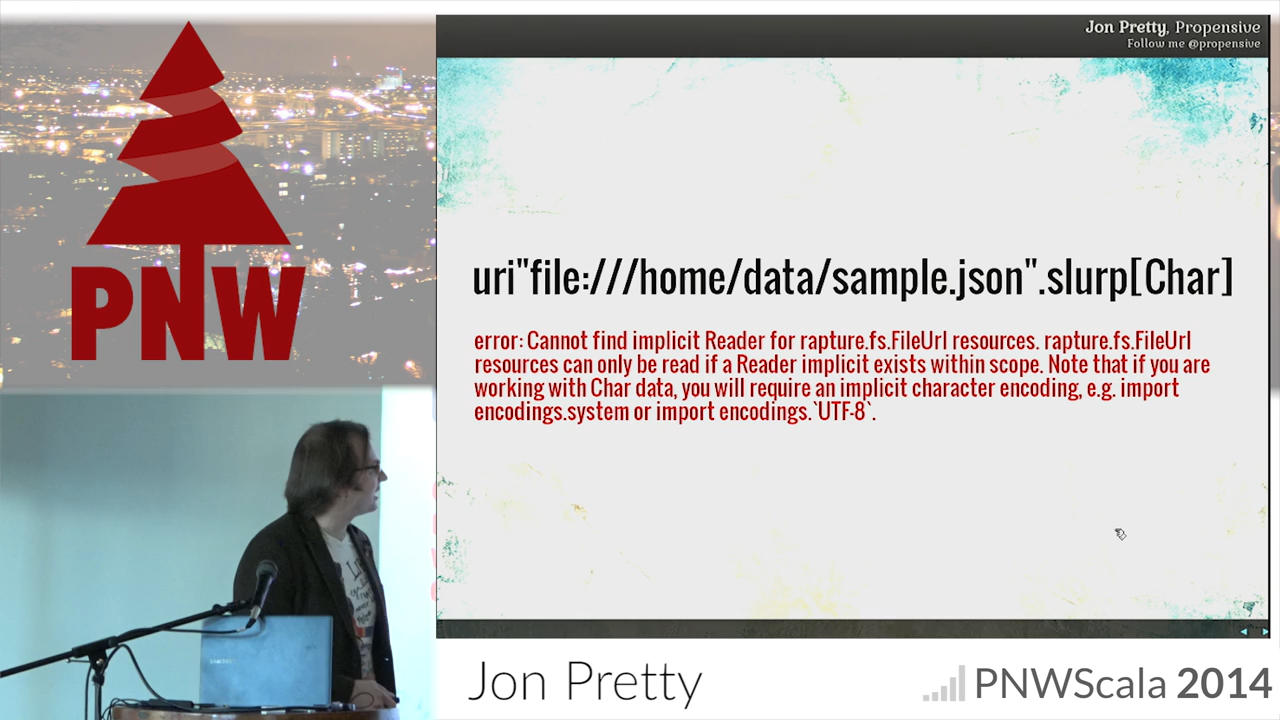 PNW
Jon Pretty, Propensive
Follow me @propensive
uri"file:///home/data/sample.json".slurp[Char]
error: Cannot find implicit Reader for rapture.fs.FileUrl resources. rapture.fs.FileUrl
resources can only be read if a Reader implicit exists within scope. Note that if you are
working with Char data, you will require an implicit character encoding, e.g. import
encodings.system or import encodings.`UTF-8`.
SAMSUNG
Jon Pretty
PNWScala 2014